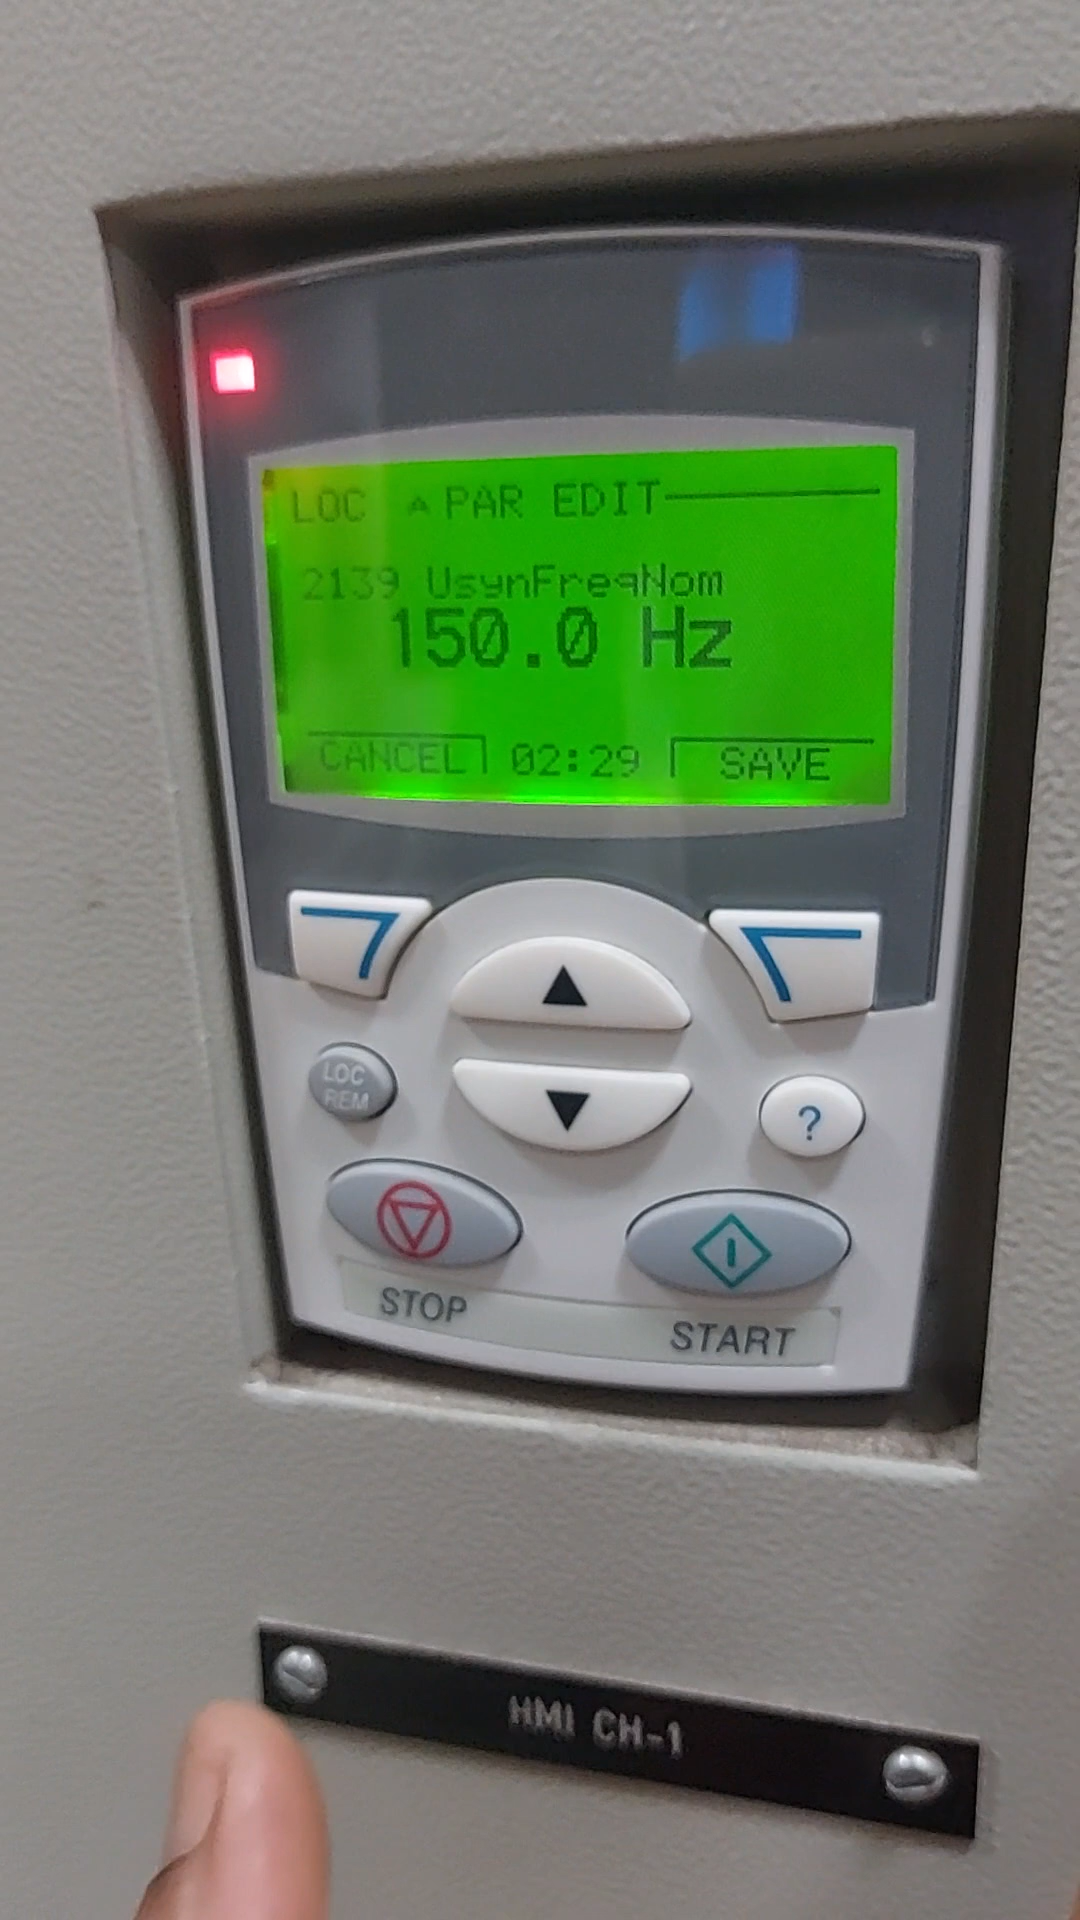 LOC PAR EDIT
2139 UsynFreqNom
150.0 Hz
CANCEL 02:29 SAVE
LOC
REM
?
STOP
START
HMI CH-1